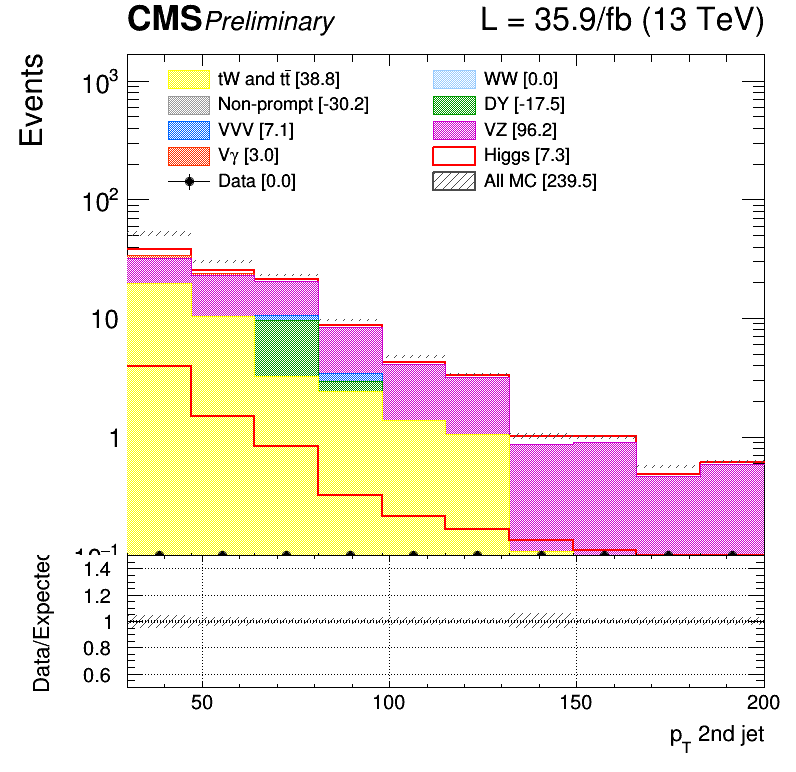 CMS Preliminary L = 35.9/fb (13 TeV)
Events
tW and tt̄ [38.8] WW [0.0]
Non-prompt [-30.2] DY [-17.5]
VVV [7.1] VZ [96.2]
Vγ [3.0] Higgs [7.3]
Data [0.0] All MC [239.5]
10³
10²
10
1
10⁻¹
Data/Expected
1.4
1.2
1
0.8
0.6
50 100 150 200
p_T 2nd jet